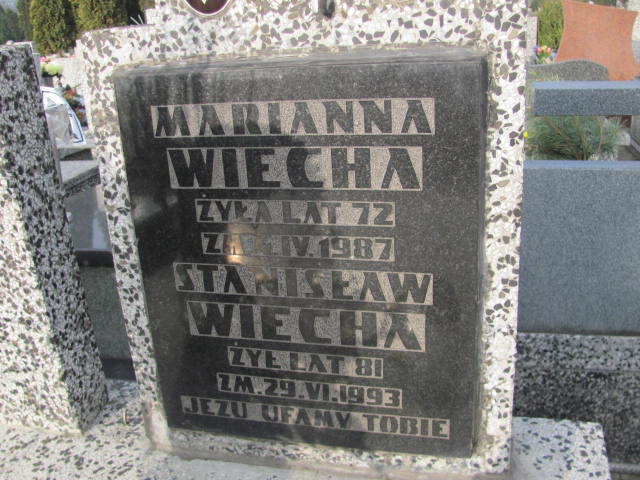 MARIANNA
WIECHA
ŻYŁA LAT 72
IV.1987
STANISŁAW
WIECHA
ŻYŁ LAT 81
ZM.29.VI.1993
JEZU UFAMY TOBIE